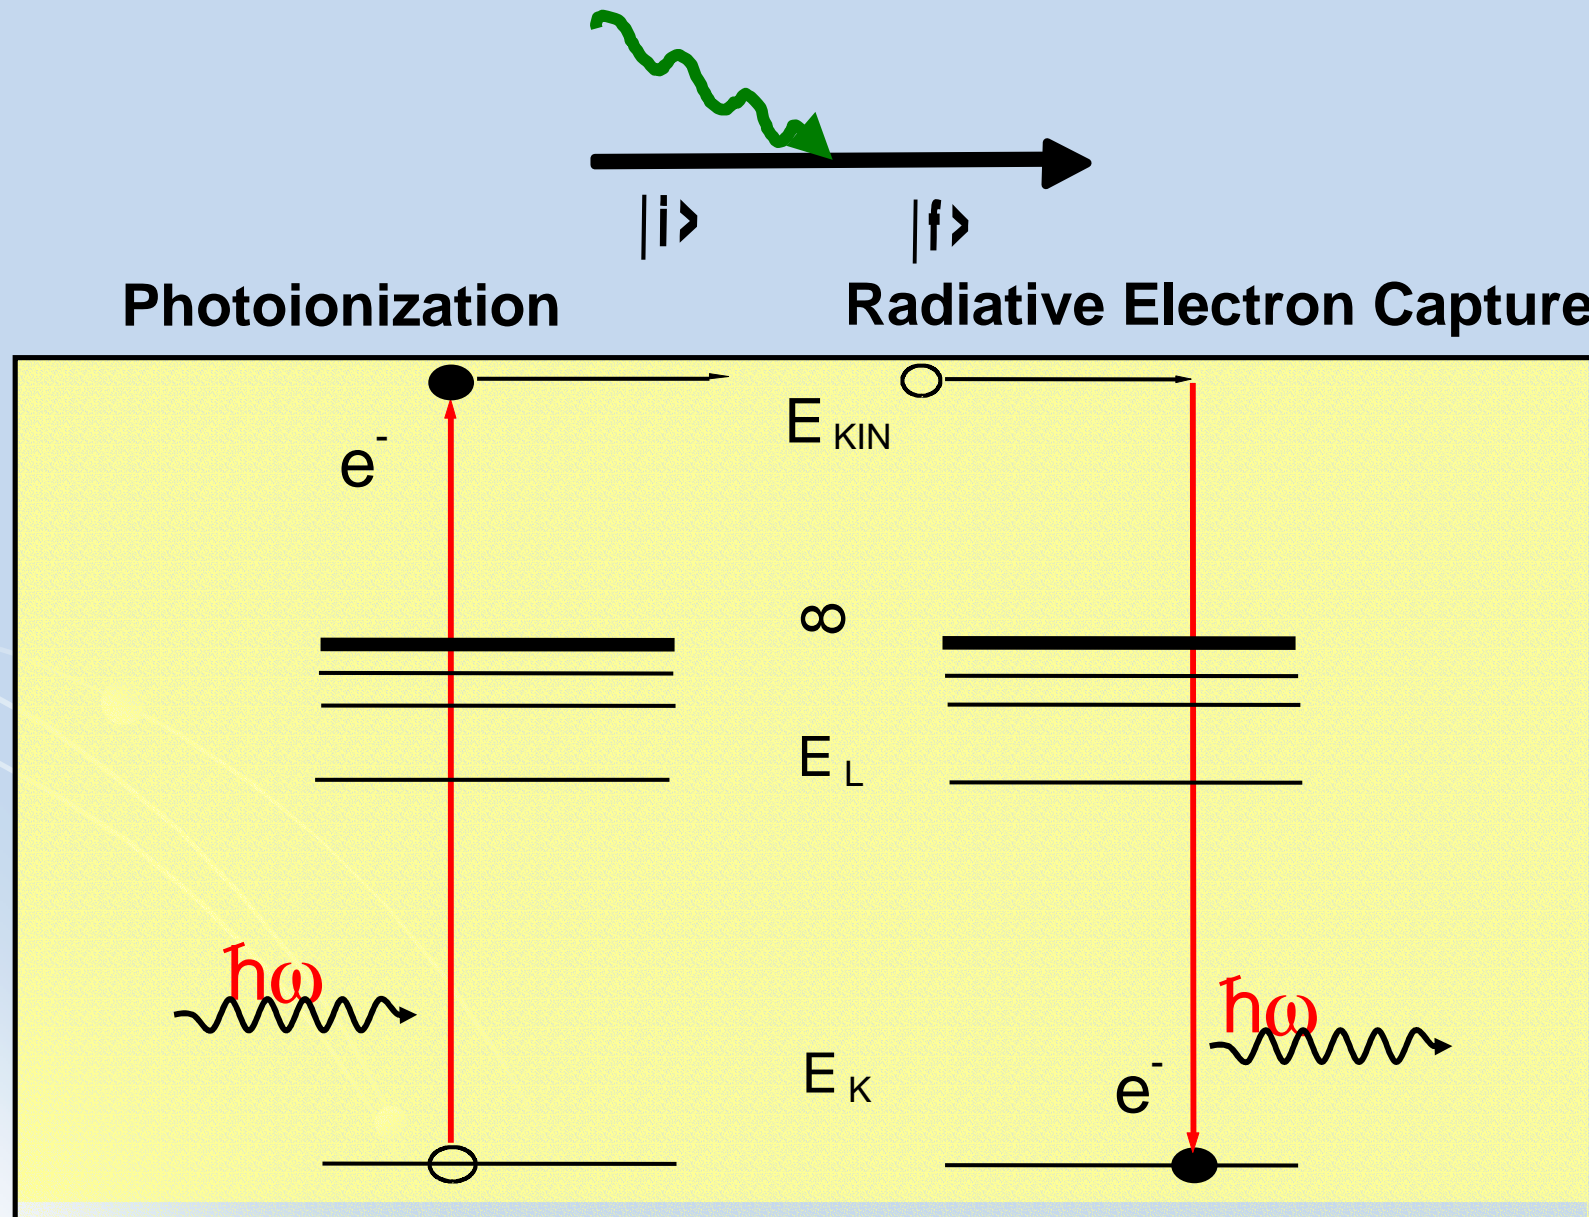 |i>
|f>
Photoionization
Radiative Electron Capture
E KIN
e-
∞
E L
ħω
ħω
E K
e-